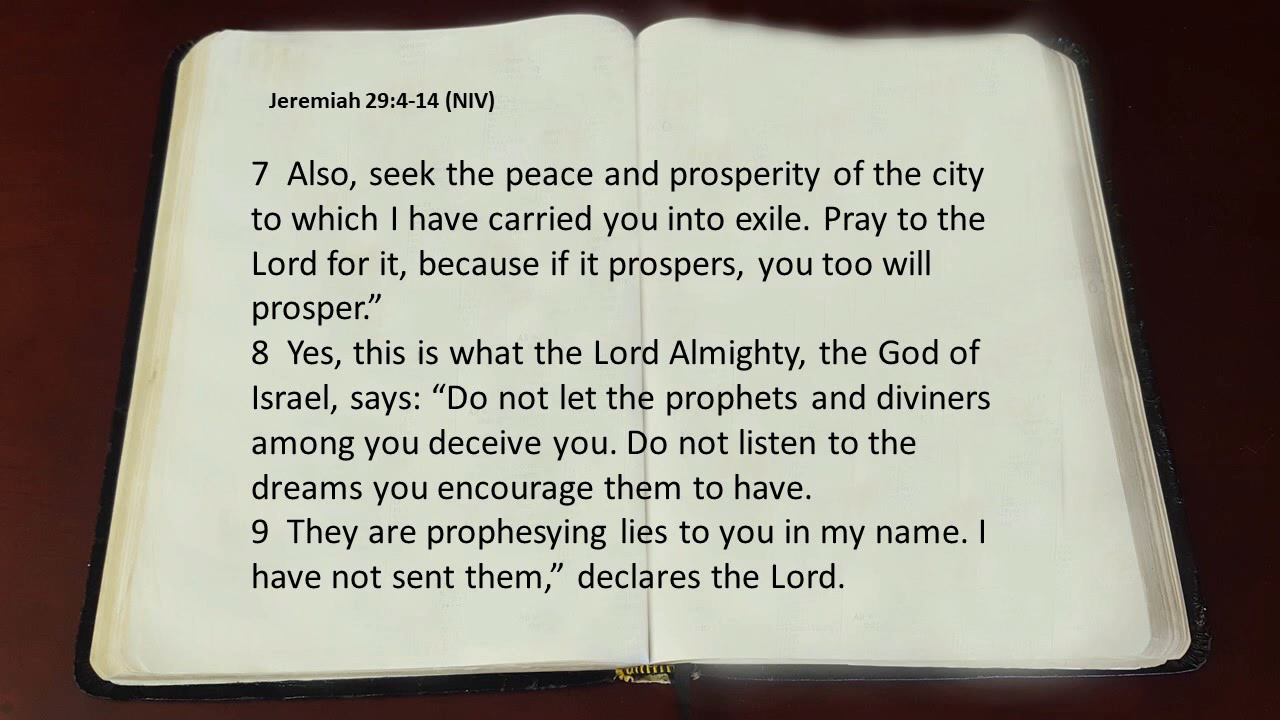 Jeremiah 29:4-14 (NIV)
7  Also, seek the peace and prosperity of the city
to which I have carried you into exile. Pray to the
Lord for it, because if it prospers, you too will
prosper.”
8  Yes, this is what the Lord Almighty, the God of
Israel, says: “Do not let the prophets and diviners
among you deceive you. Do not listen to the
dreams you encourage them to have.
9  They are prophesying lies to you in my name. I
have not sent them,” declares the Lord.